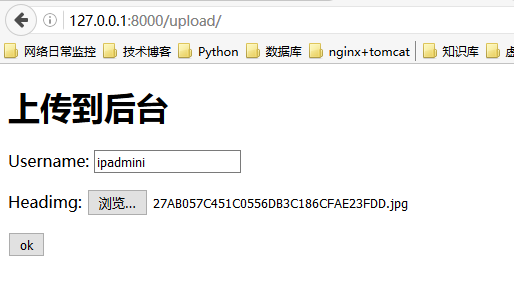 127.0.0.1:8000/upload/
网络日常监控 技术博客 Python 数据库 nginx+tomcat 知识库 虚
上传到后台
Username: ipadmini
Headimg: 浏览... 27AB057C451C0556DB3C186CFAE23FDD.jpg
ok